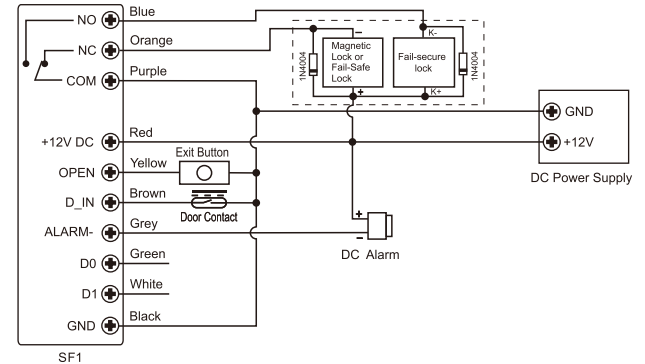 NO Blue
NC Orange
COM Purple
+12V DC Red
OPEN Yellow
Exit Button
D_IN Brown
Door Contact
ALARM- Grey
D0 Green
D1 White
GND Black
SF1
1N4004
−
Magnetic
Lock or
Fail-Safe
Lock
+
K-
Fail-secure
lock
K+
1N4004
GND
+12V
DC Power Supply
+
−
DC Alarm